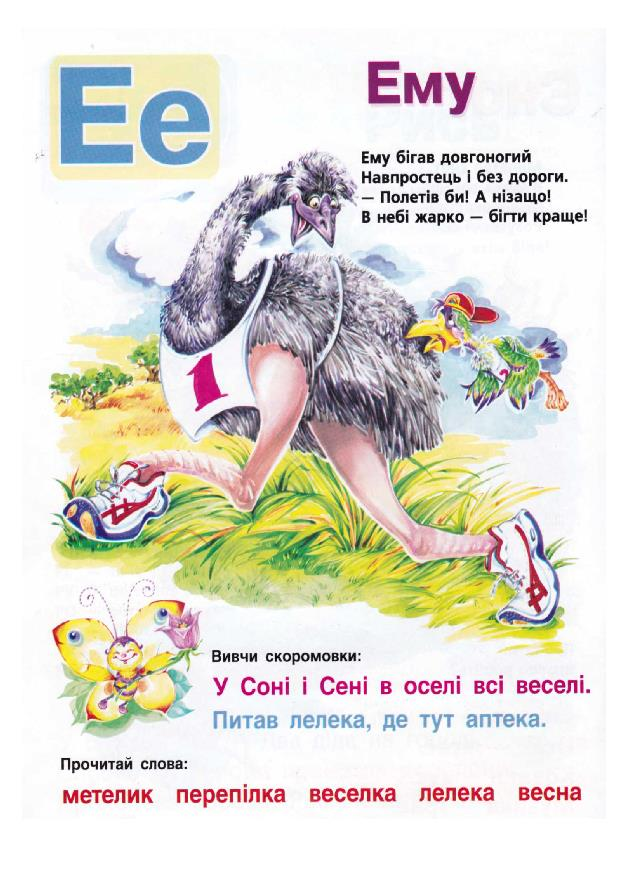 Ее
Ему
Ему бігав довгоногий
Навпростець і без дороги.
— Полетів би! А нізащо!
В небі жарко — бігти краще!
1
Вивчи скоромовки:
У Соні і Сені в оселі всі веселі.
Питав лелека, де тут аптека.
Прочитай слова:
метелик перепілка веселка лелека весна